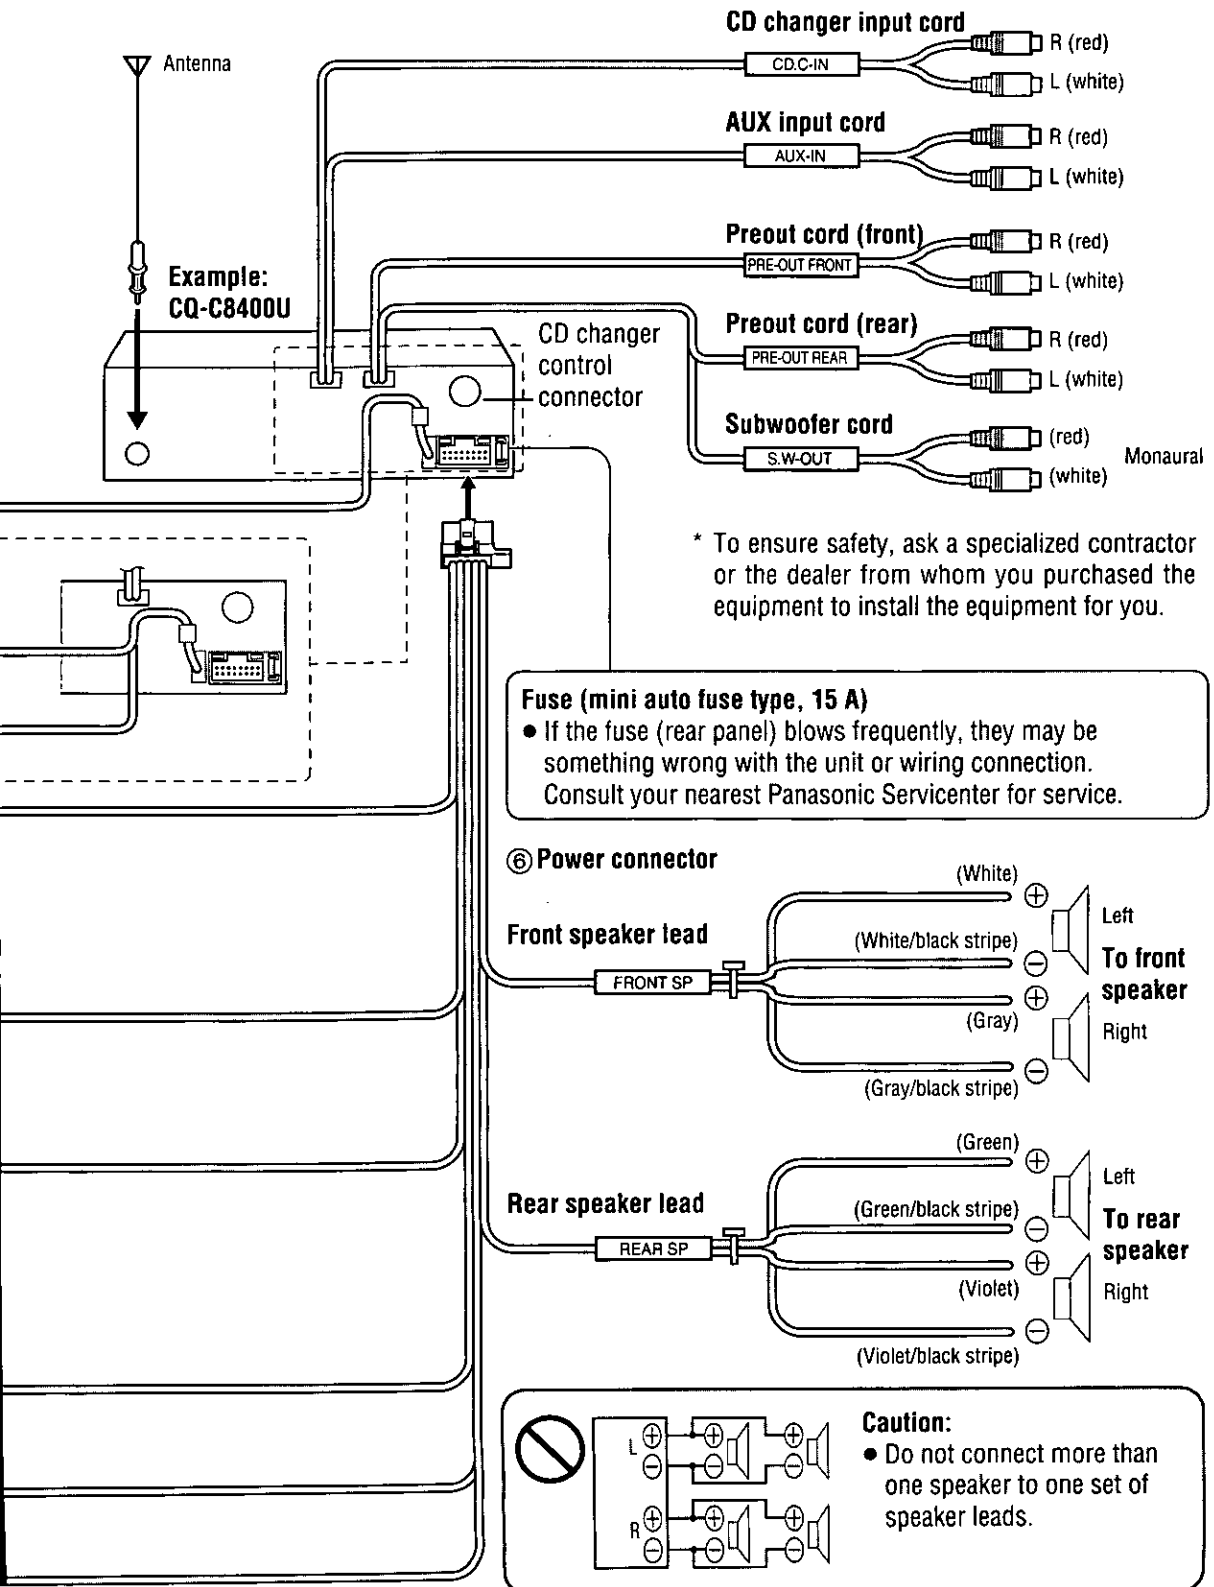 CD changer input cord
CD.C-IN
R (red)
L (white)
Antenna
AUX input cord
AUX-IN
R (red)
L (white)
Preout cord (front)
PRE-OUT FRONT
R (red)
L (white)
Example:
CQ-C8400U
Preout cord (rear)
PRE-OUT REAR
R (red)
L (white)
CD changer
control
connector
Subwoofer cord
S.W-OUT
(red)
(white)
Monaural
* To ensure safety, ask a specialized contractor
or the dealer from whom you purchased the
equipment to install the equipment for you.
Fuse (mini auto fuse type, 15 A)
● If the fuse (rear panel) blows frequently, they may be
something wrong with the unit or wiring connection.
Consult your nearest Panasonic Servicenter for service.
⑥ Power connector
Front speaker lead
FRONT SP
(White)
⊕
(White/black stripe)
⊖
Left
To front
speaker
⊕
(Gray)
Right
⊖
(Gray/black stripe)
Rear speaker lead
REAR SP
(Green)
⊕
Left
(Green/black stripe)
⊖
To rear
speaker
⊕
(Violet)
Right
⊖
(Violet/black stripe)
L ⊕ ⊕ ⊕
⊖ ⊖ ⊖
R ⊕ ⊕ ⊖
⊖ ⊖ ⊖
Caution:
● Do not connect more than
one speaker to one set of
speaker leads.